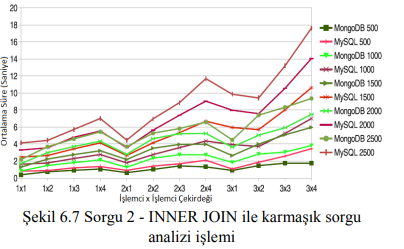 20
18
16
14
12
10
8
6
4
2
0
Ortalama Süre (Saniye)
1x1 1x2 1x3 1x4 2x1 2x2 2x3 2x4 3x1 3x2 3x3 3x4
İşlemci x İşlemci Çekirdeği
MongoDB 500
MySQL 500
MongoDB 1000
MySQL 1000
MongoDB 1500
MySQL 1500
MongoDB 2000
MySQL 2000
MongoDB 2500
MySQL 2500
Şekil 6.7 Sorgu 2 - INNER JOIN ile karmaşık sorgu
analizi işlemi